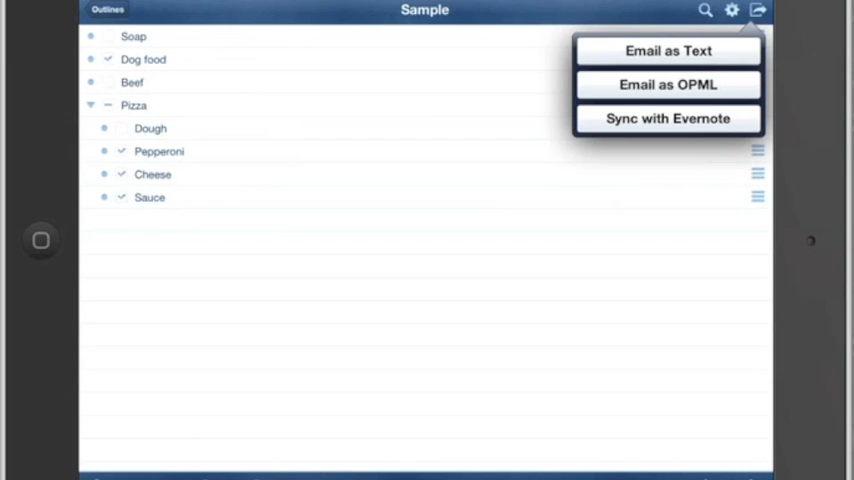 Outlines
Sample
Soap
Dog food
Beef
Pizza
Dough
Pepperoni
Cheese
Sauce
Email as Text
Email as OPML
Sync with Evernote